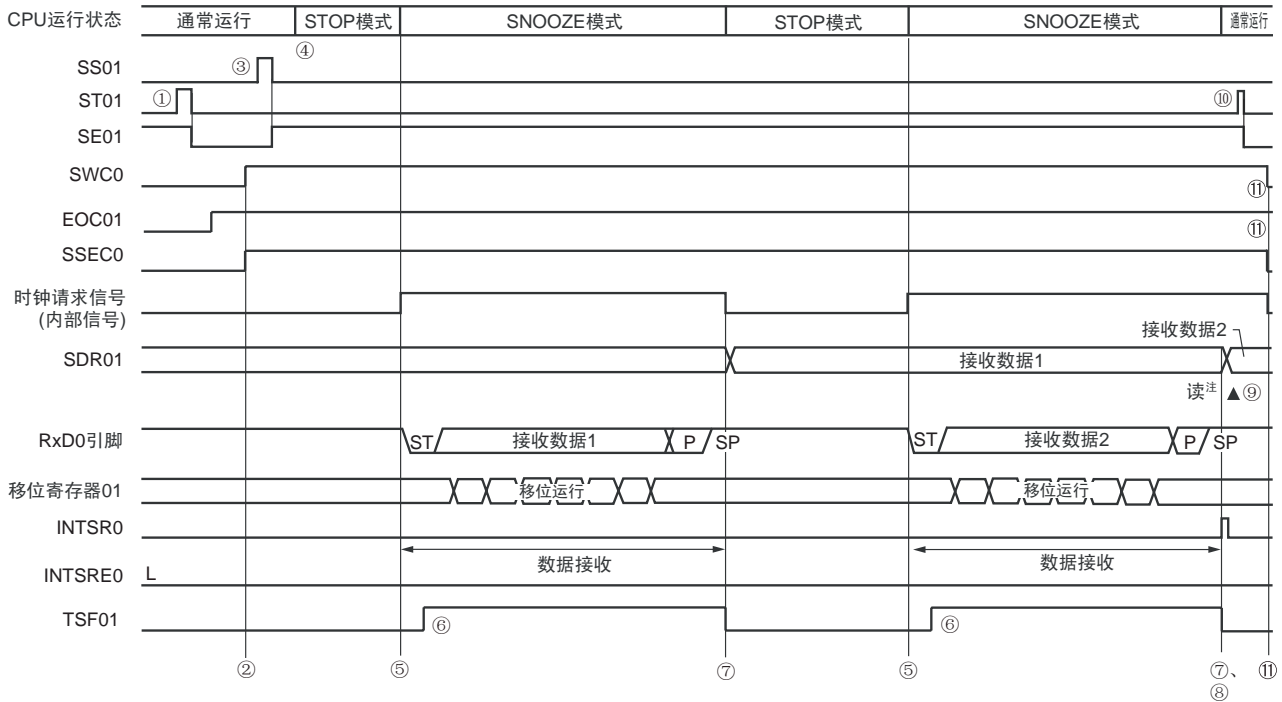 CPU运行状态 通常运行 STOP模式 SNOOZE模式 STOP模式 SNOOZE模式 通常运行
④
SS01 ③
ST01 ① ⑩
SE01
SWC0 ⑪
EOC01 ⑪
SSEC0
时钟请求信号
(内部信号)
接收数据2
SDR01 接收数据1
读注 ▲⑨
RxD0引脚 ST 接收数据1 P SP ST 接收数据2 P SP
移位寄存器01 移位运行 移位运行
INTSR0
数据接收 数据接收
INTSRE0 L
TSF01 ⑥ ⑥
② ⑤ ⑦ ⑤ ⑦、 ⑪
⑧